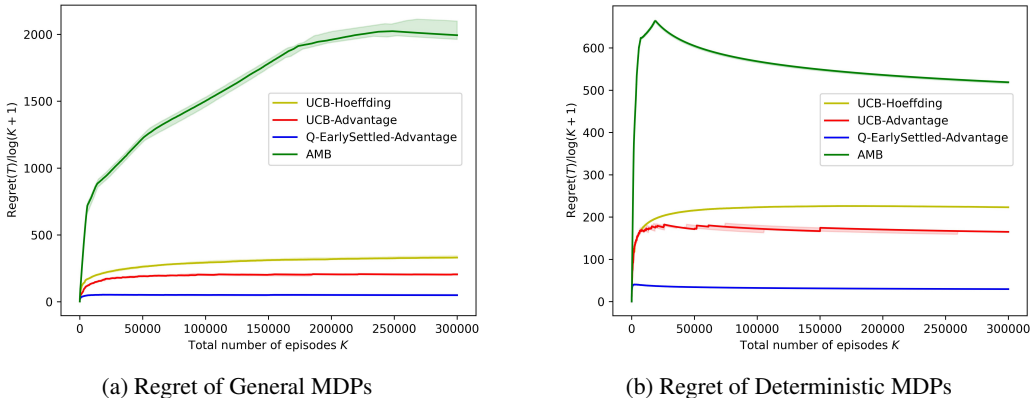 2000
1500
1000
500
0
Regret(T)/log(K + 1)
UCB-Hoeffding
UCB-Advantage
Q-EarlySettled-Advantage
AMB
0 50000 100000 150000 200000 250000 300000
Total number of episodes K
(a) Regret of General MDPs
600
500
400
300
200
100
0
Regret(T)/log(K + 1)
UCB-Hoeffding
UCB-Advantage
Q-EarlySettled-Advantage
AMB
0 50000 100000 150000 200000 250000 300000
Total number of episodes K
(b) Regret of Deterministic MDPs